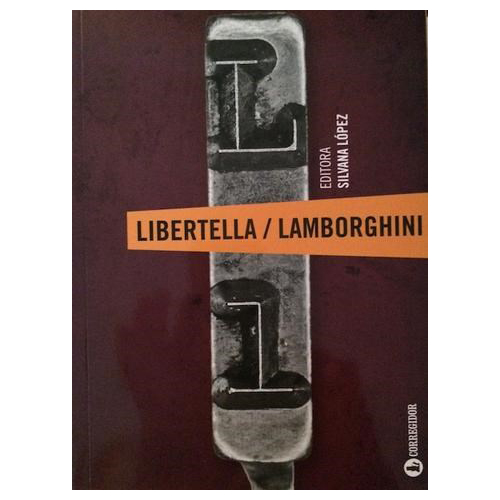 L
EDITORA
SILVANA LÓPEZ
LIBERTELLA / LAMBORGHINI
CORREGIDOR